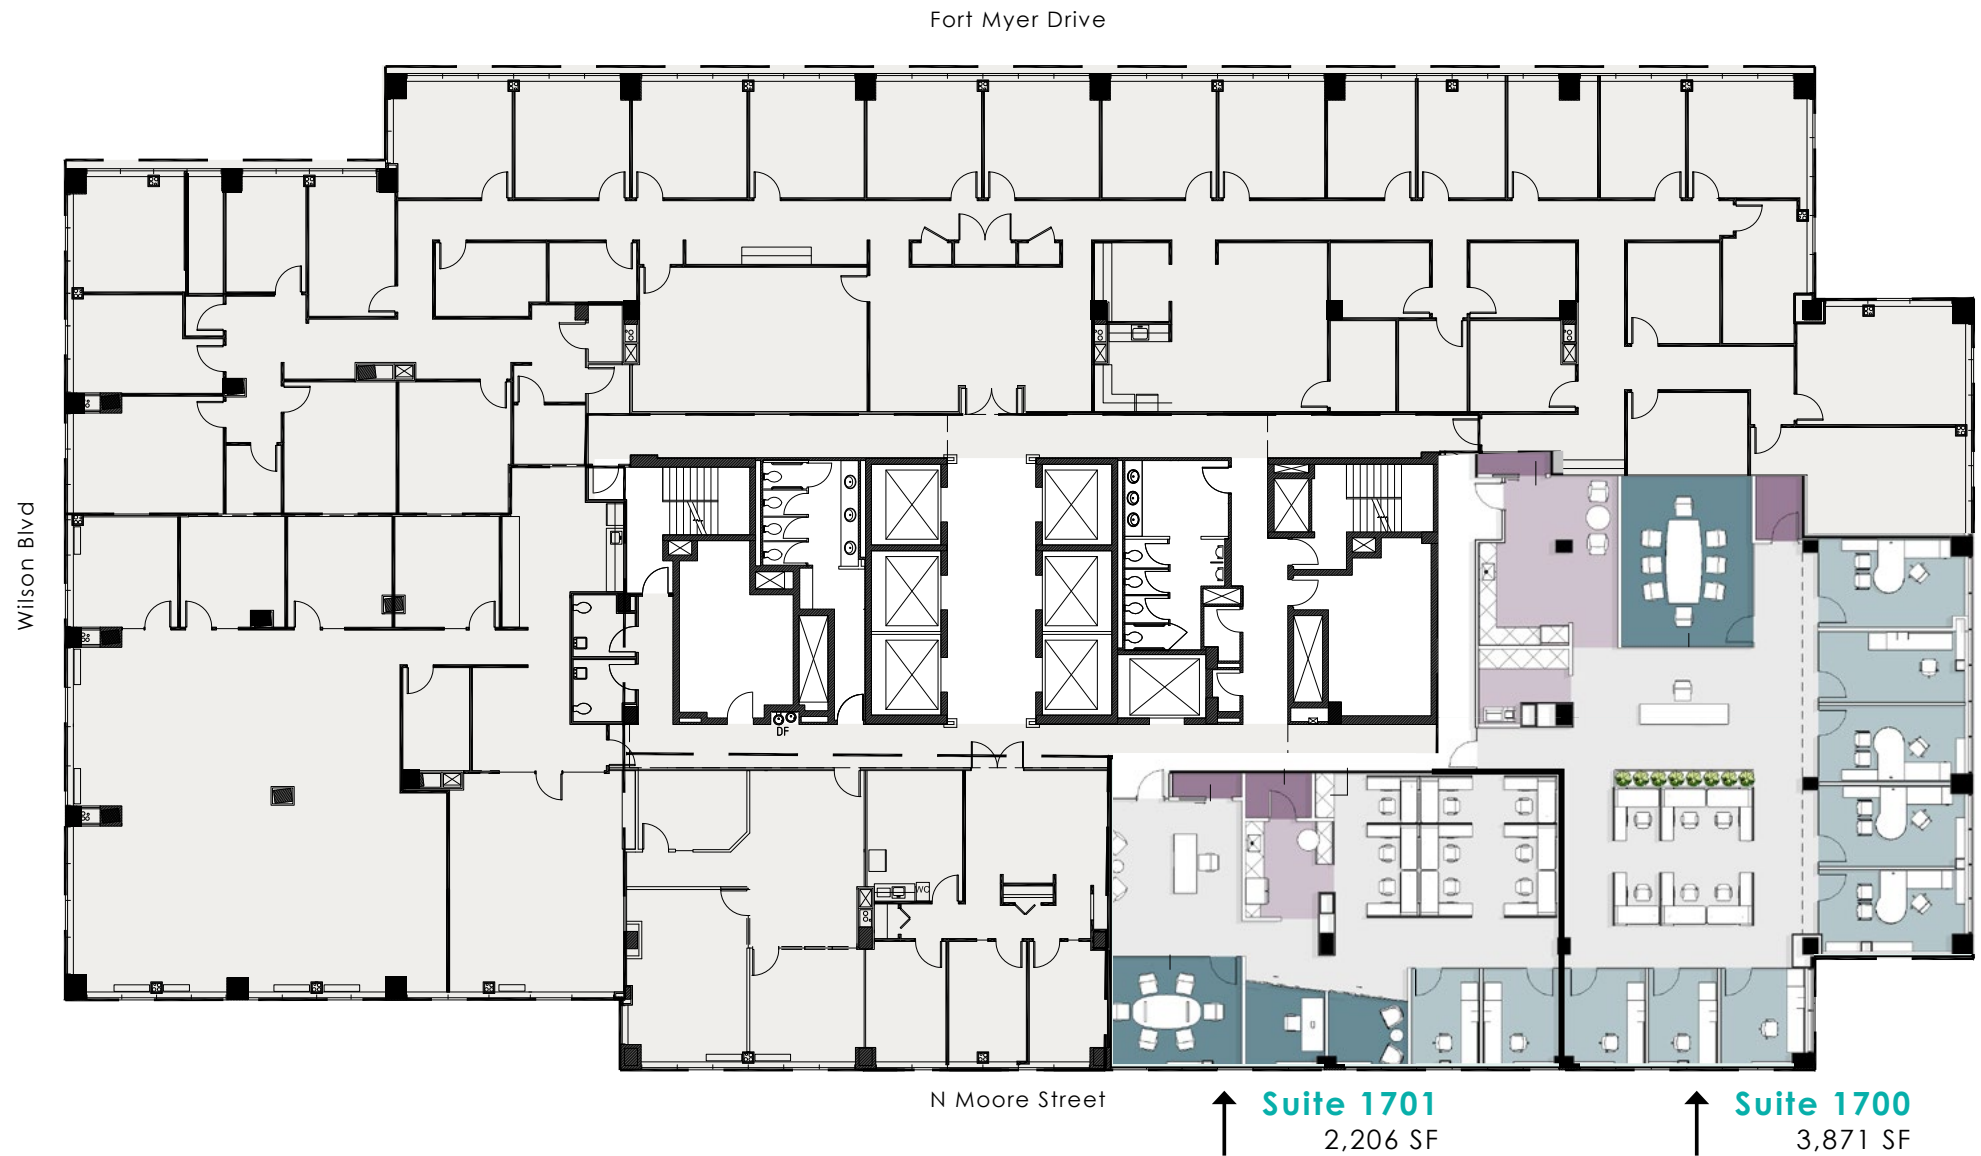 Fort Myer Drive
Wilson Blvd
DF
WC
N Moore Street
Suite 1701
2,206 SF
Suite 1700
3,871 SF